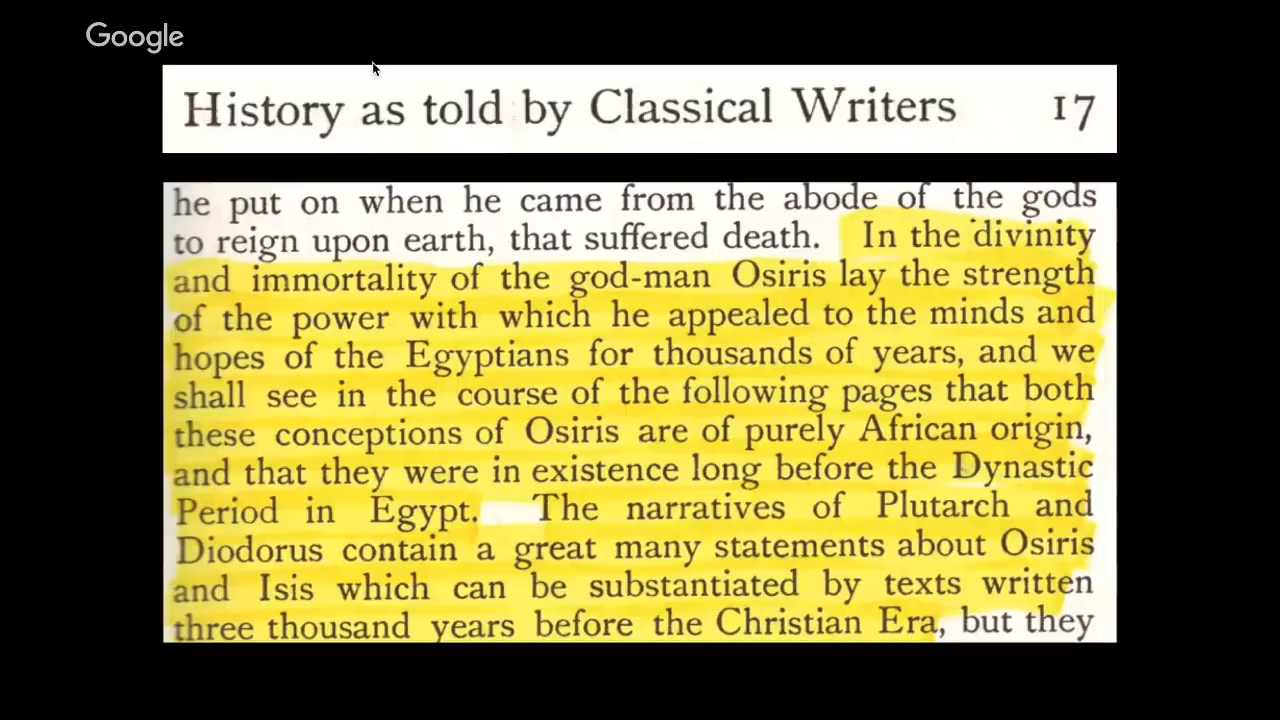 Google
History as told by Classical Writers 17
he put on when he came from the abode of the gods
to reign upon earth, that suffered death. In the divinity
and immortality of the god-man Osiris lay the strength
of the power with which he appealed to the minds and
hopes of the Egyptians for thousands of years, and we
shall see in the course of the following pages that both
these conceptions of Osiris are of purely African origin,
and that they were in existence long before the Dynastic
Period in Egypt. The narratives of Plutarch and
Diodorus contain a great many statements about Osiris
and Isis which can be substantiated by texts written
three thousand years before the Christian Era, but they